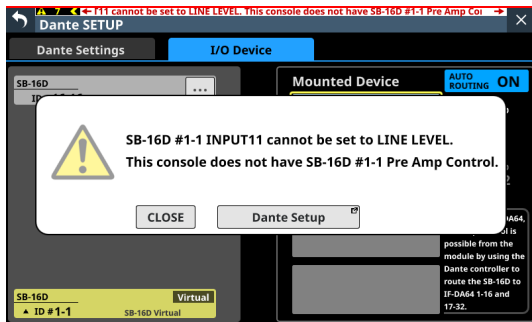 7 ← T11 cannot be set to LINE LEVEL. This console does not have SB-16D #1-1 Pre Amp Co →
Dante SETUP
Dante Settings
I/O Device
SB-16D
...
Mounted Device
AUTO ROUTING ON
SB-16D #1-1 INPUT11 cannot be set to LINE LEVEL.
This console does not have SB-16D #1-1 Pre Amp Control.
CLOSE
Dante Setup
possible from the
module by using the
Dante controller to
route the SB-16D to
IF-DA64 1-16 and
17-32.
SB-16D
Virtual
▲ ID #1-1
SB-16D Virtual